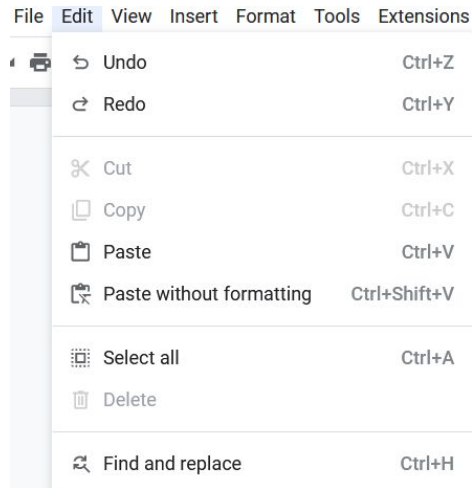 File Edit View Insert Format Tools Extensions
Undo Ctrl+Z
Redo Ctrl+Y
Cut Ctrl+X
Copy Ctrl+C
Paste Ctrl+V
Paste without formatting Ctrl+Shift+V
Select all Ctrl+A
Delete
Find and replace Ctrl+H